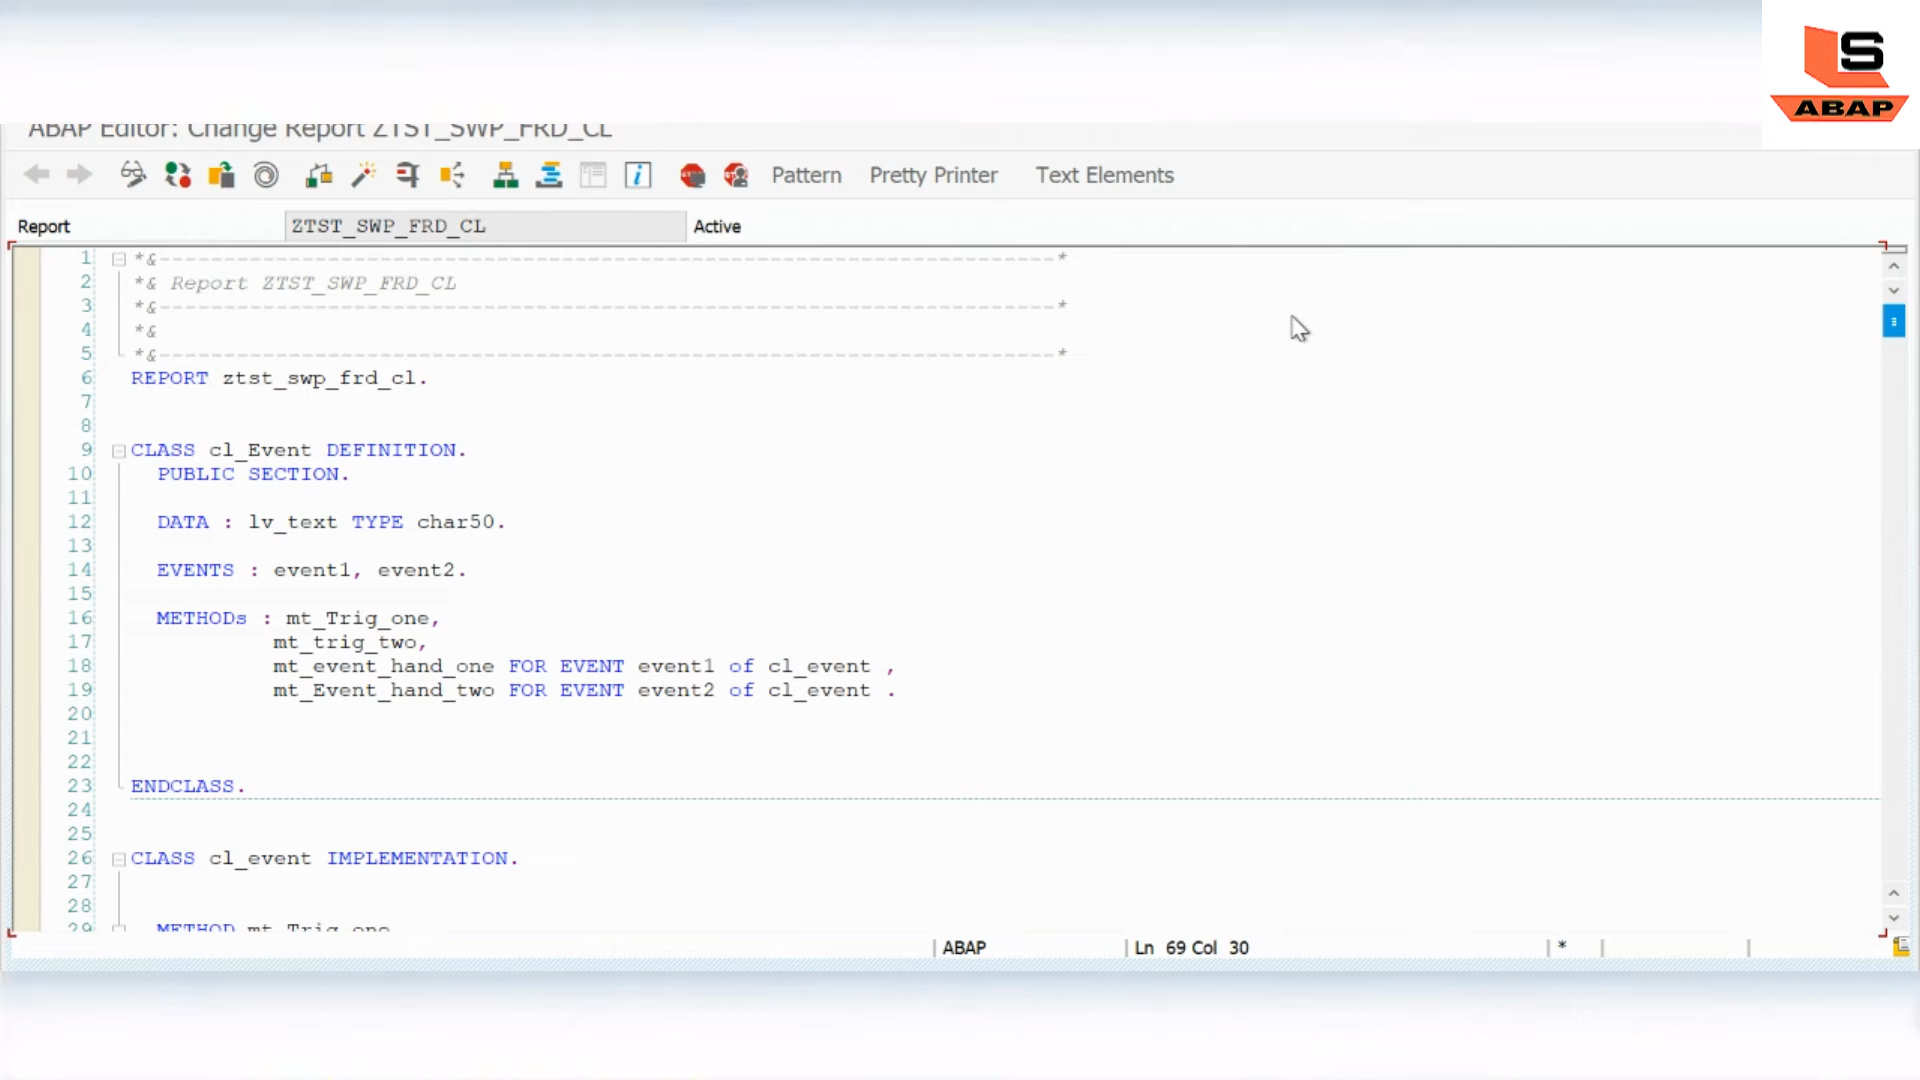 LS
ABAP
ABAP Editor: Change Report ZTST_SWP_FRD_CL
Pattern Pretty Printer Text Elements
Report ZTST_SWP_FRD_CL Active
1 *&---------------------------------------------------------------------*
2 *& Report ZTST_SWP_FRD_CL
3 *&---------------------------------------------------------------------*
4 *&
5 *&---------------------------------------------------------------------*
6 REPORT ztst_swp_frd_cl.
7
8
9 CLASS cl_Event DEFINITION.
10 PUBLIC SECTION.
11
12 DATA : lv_text TYPE char50.
13
14 EVENTS : event1, event2.
15
16 METHODs : mt_Trig_one,
17 mt_trig_two,
18 mt_event_hand_one FOR EVENT event1 of cl_event ,
19 mt_Event_hand_two FOR EVENT event2 of cl_event .
20
21
22
23 ENDCLASS.
24
25
26 CLASS cl_event IMPLEMENTATION.
27
28
29 METHOD mt_Trig_one
ABAP Ln 69 Col 30 *